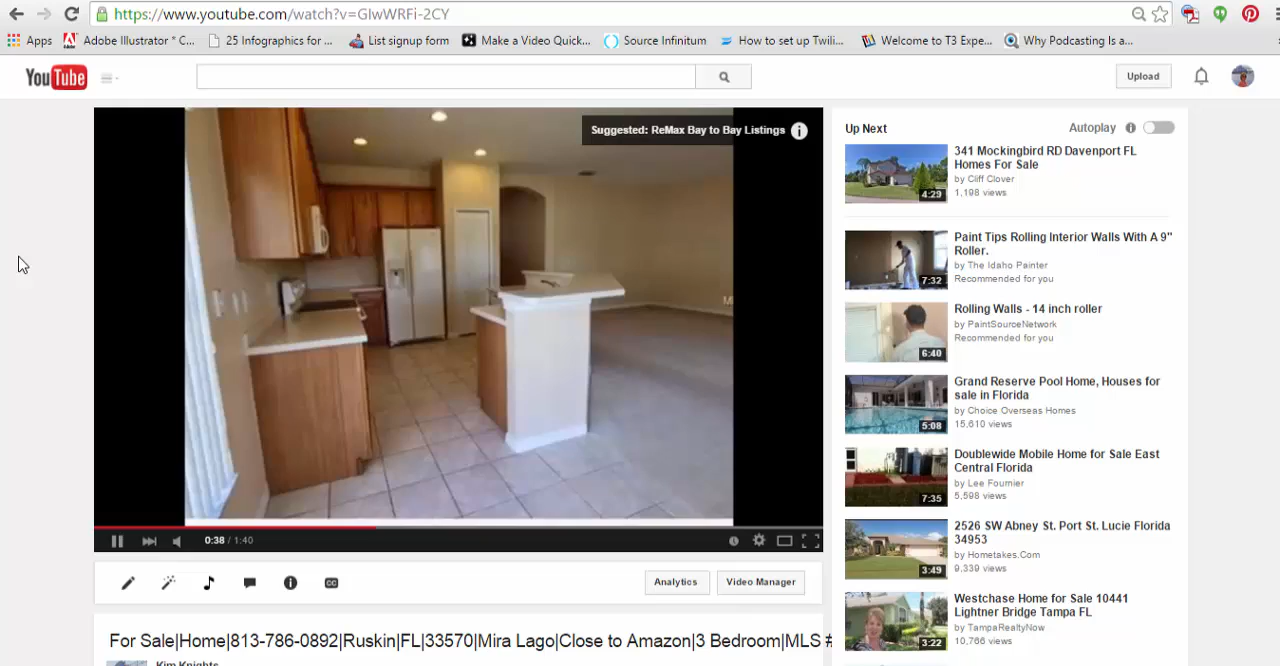 https://www.youtube.com/watch?v=GIwWRFi-2CY
Apps Adobe Illustrator * C... 25 Infographics for ... List signup form Make a Video Quick... Source Infinitum How to set up Twili... Welcome to T3 Expe... Why Podcasting Is a...
YouTube
Upload
Suggested: ReMax Bay to Bay Listings
0:38 / 1:40
Analytics Video Manager
For Sale|Home|813-786-0892|Ruskin|FL|33570|Mira Lago|Close to Amazon|3 Bedroom|MLS #
Kim Knights
Up Next Autoplay
341 Mockingbird RD Davenport FL
Homes For Sale
by Cliff Clover
1,198 views
4:29
Paint Tips Rolling Interior Walls With A 9"
Roller.
by The Idaho Painter
Recommended for you
7:32
Rolling Walls - 14 inch roller
by PaintSourceNetwork
Recommended for you
6:40
Grand Reserve Pool Home, Houses for
sale in Florida
by Choice Overseas Homes
15,610 views
5:08
Doublewide Mobile Home for Sale East
Central Florida
by Lee Fournier
5,598 views
7:35
2526 SW Abney St. Port St. Lucie Florida
34953
by Hometakes.Com
9,339 views
3:49
Westchase Home for Sale 10441
Lightner Bridge Tampa FL
by TampaRealtyNow
10,766 views
3:22